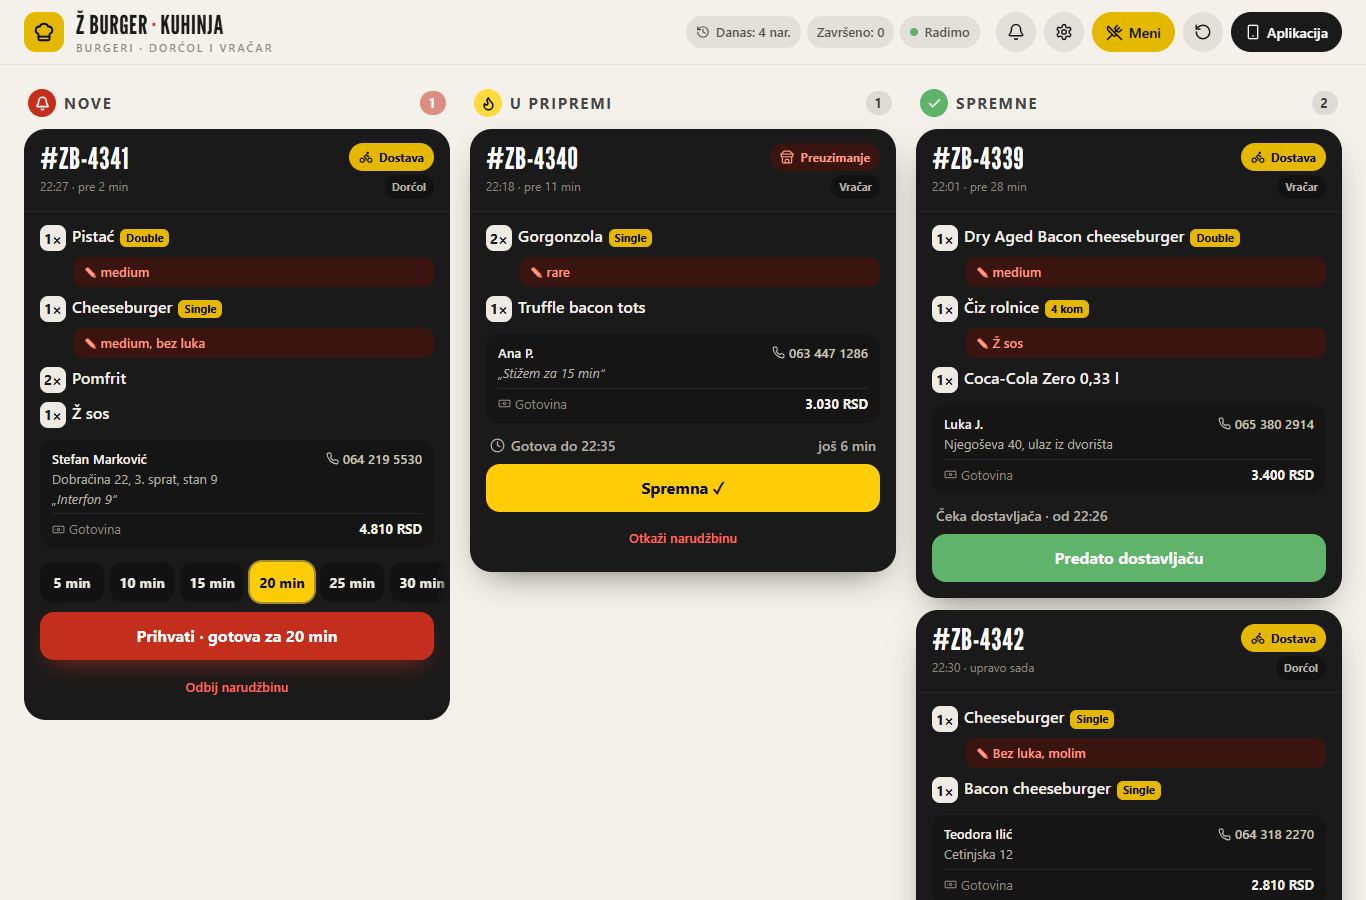 Ž BURGER · KUHINJA
BURGERI · DORĆOL I VRAČAR
Danas: 4 nar.
Završeno: 0
Radimo
Meni
Aplikacija
NOVE
1
#ZB-4341
Dostava
22:27 · pre 2 min
Dorćol
1× Pistać Double
medium
1× Cheeseburger Single
medium, bez luka
2× Pomfrit
1× Ž sos
Stefan Marković
064 219 5530
Dobračina 22, 3. sprat, stan 9
„Interfon 9“
Gotovina
4.810 RSD
5 min
10 min
15 min
20 min
25 min
30 min
Prihvati · gotova za 20 min
Odbij narudžbinu
U PRIPREMI
1
#ZB-4340
Preuzimanje
22:18 · pre 11 min
Vračar
2× Gorgonzola Single
rare
1× Truffle bacon tots
Ana P.
063 447 1286
„Stižem za 15 min“
Gotovina
3.030 RSD
Gotova do 22:35
još 6 min
Spremna ✓
Otkaži narudžbinu
SPREMNE
2
#ZB-4339
Dostava
22:01 · pre 28 min
Vračar
1× Dry Aged Bacon cheeseburger Double
medium
1× Čiz rolnice 4 kom
Ž sos
1× Coca-Cola Zero 0,33 l
Luka J.
065 380 2914
Njegoševa 40, ulaz iz dvorišta
Gotovina
3.400 RSD
Čeka dostavljača · od 22:26
Predato dostavljaču
#ZB-4342
Dostava
22:30 · upravo sada
Dorćol
1× Cheeseburger Single
Bez luka, molim
1× Bacon cheeseburger Single
Teodora Ilić
064 318 2270
Cetinjska 12
Gotovina
2.810 RSD